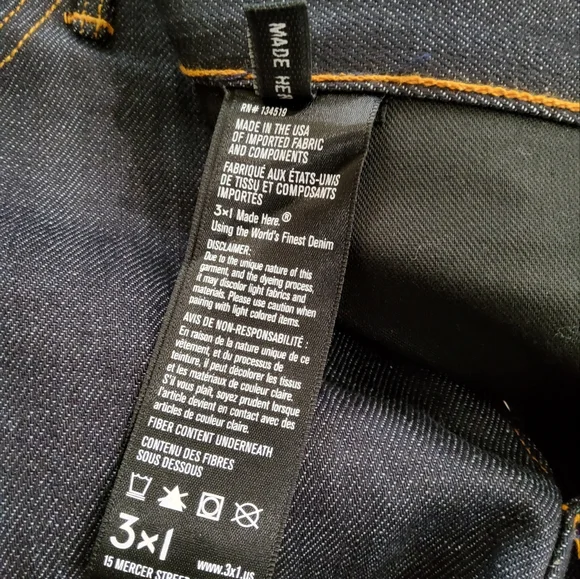 MADE HER
RN# 134519
MADE IN THE USA
OF IMPORTED FABRIC
AND COMPONENTS
FABRIQUÉ AUX ÉTATS-UNIS
DE TISSU ET COMPOSANTS
IMPORTÉS
3×1 Made Here.®
Using the World's Finest Denim
DISCLAIMER:
Due to the unique nature of this
garment, and the dyeing process,
it may discolor light fabrics and
materials. Please use caution when
pairing with light colored items.
AVIS DE NON-RESPONSABILITÉ :
En raison de la nature unique de ce
vêtement, et du processus de
teinture, il peut décolorer les tissus
et les matériaux de couleur claire.
S'il vous plaît, soyez prudent lorsque
l'article devient en contact avec des
articles de couleur claire.
FIBER CONTENT UNDERNEATH
CONTENU DES FIBRES
SOUS DESSOUS
3×1
15 MERCER STREET www.3x1.us